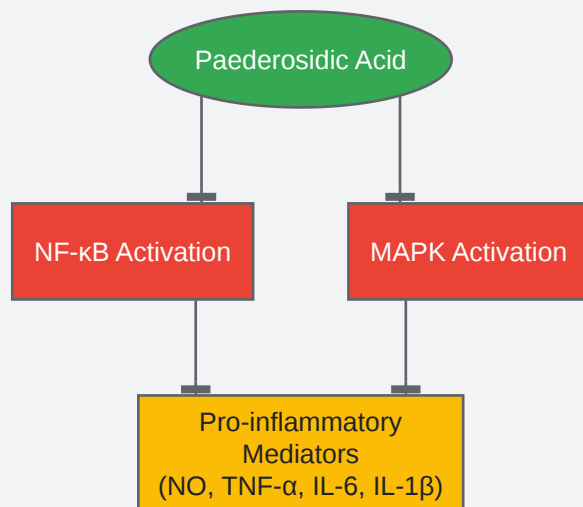 Paederosidic Acid
NF-κB Activation
MAPK Activation
Pro-inflammatory
Mediators
(NO, TNF-α, IL-6, IL-1β)